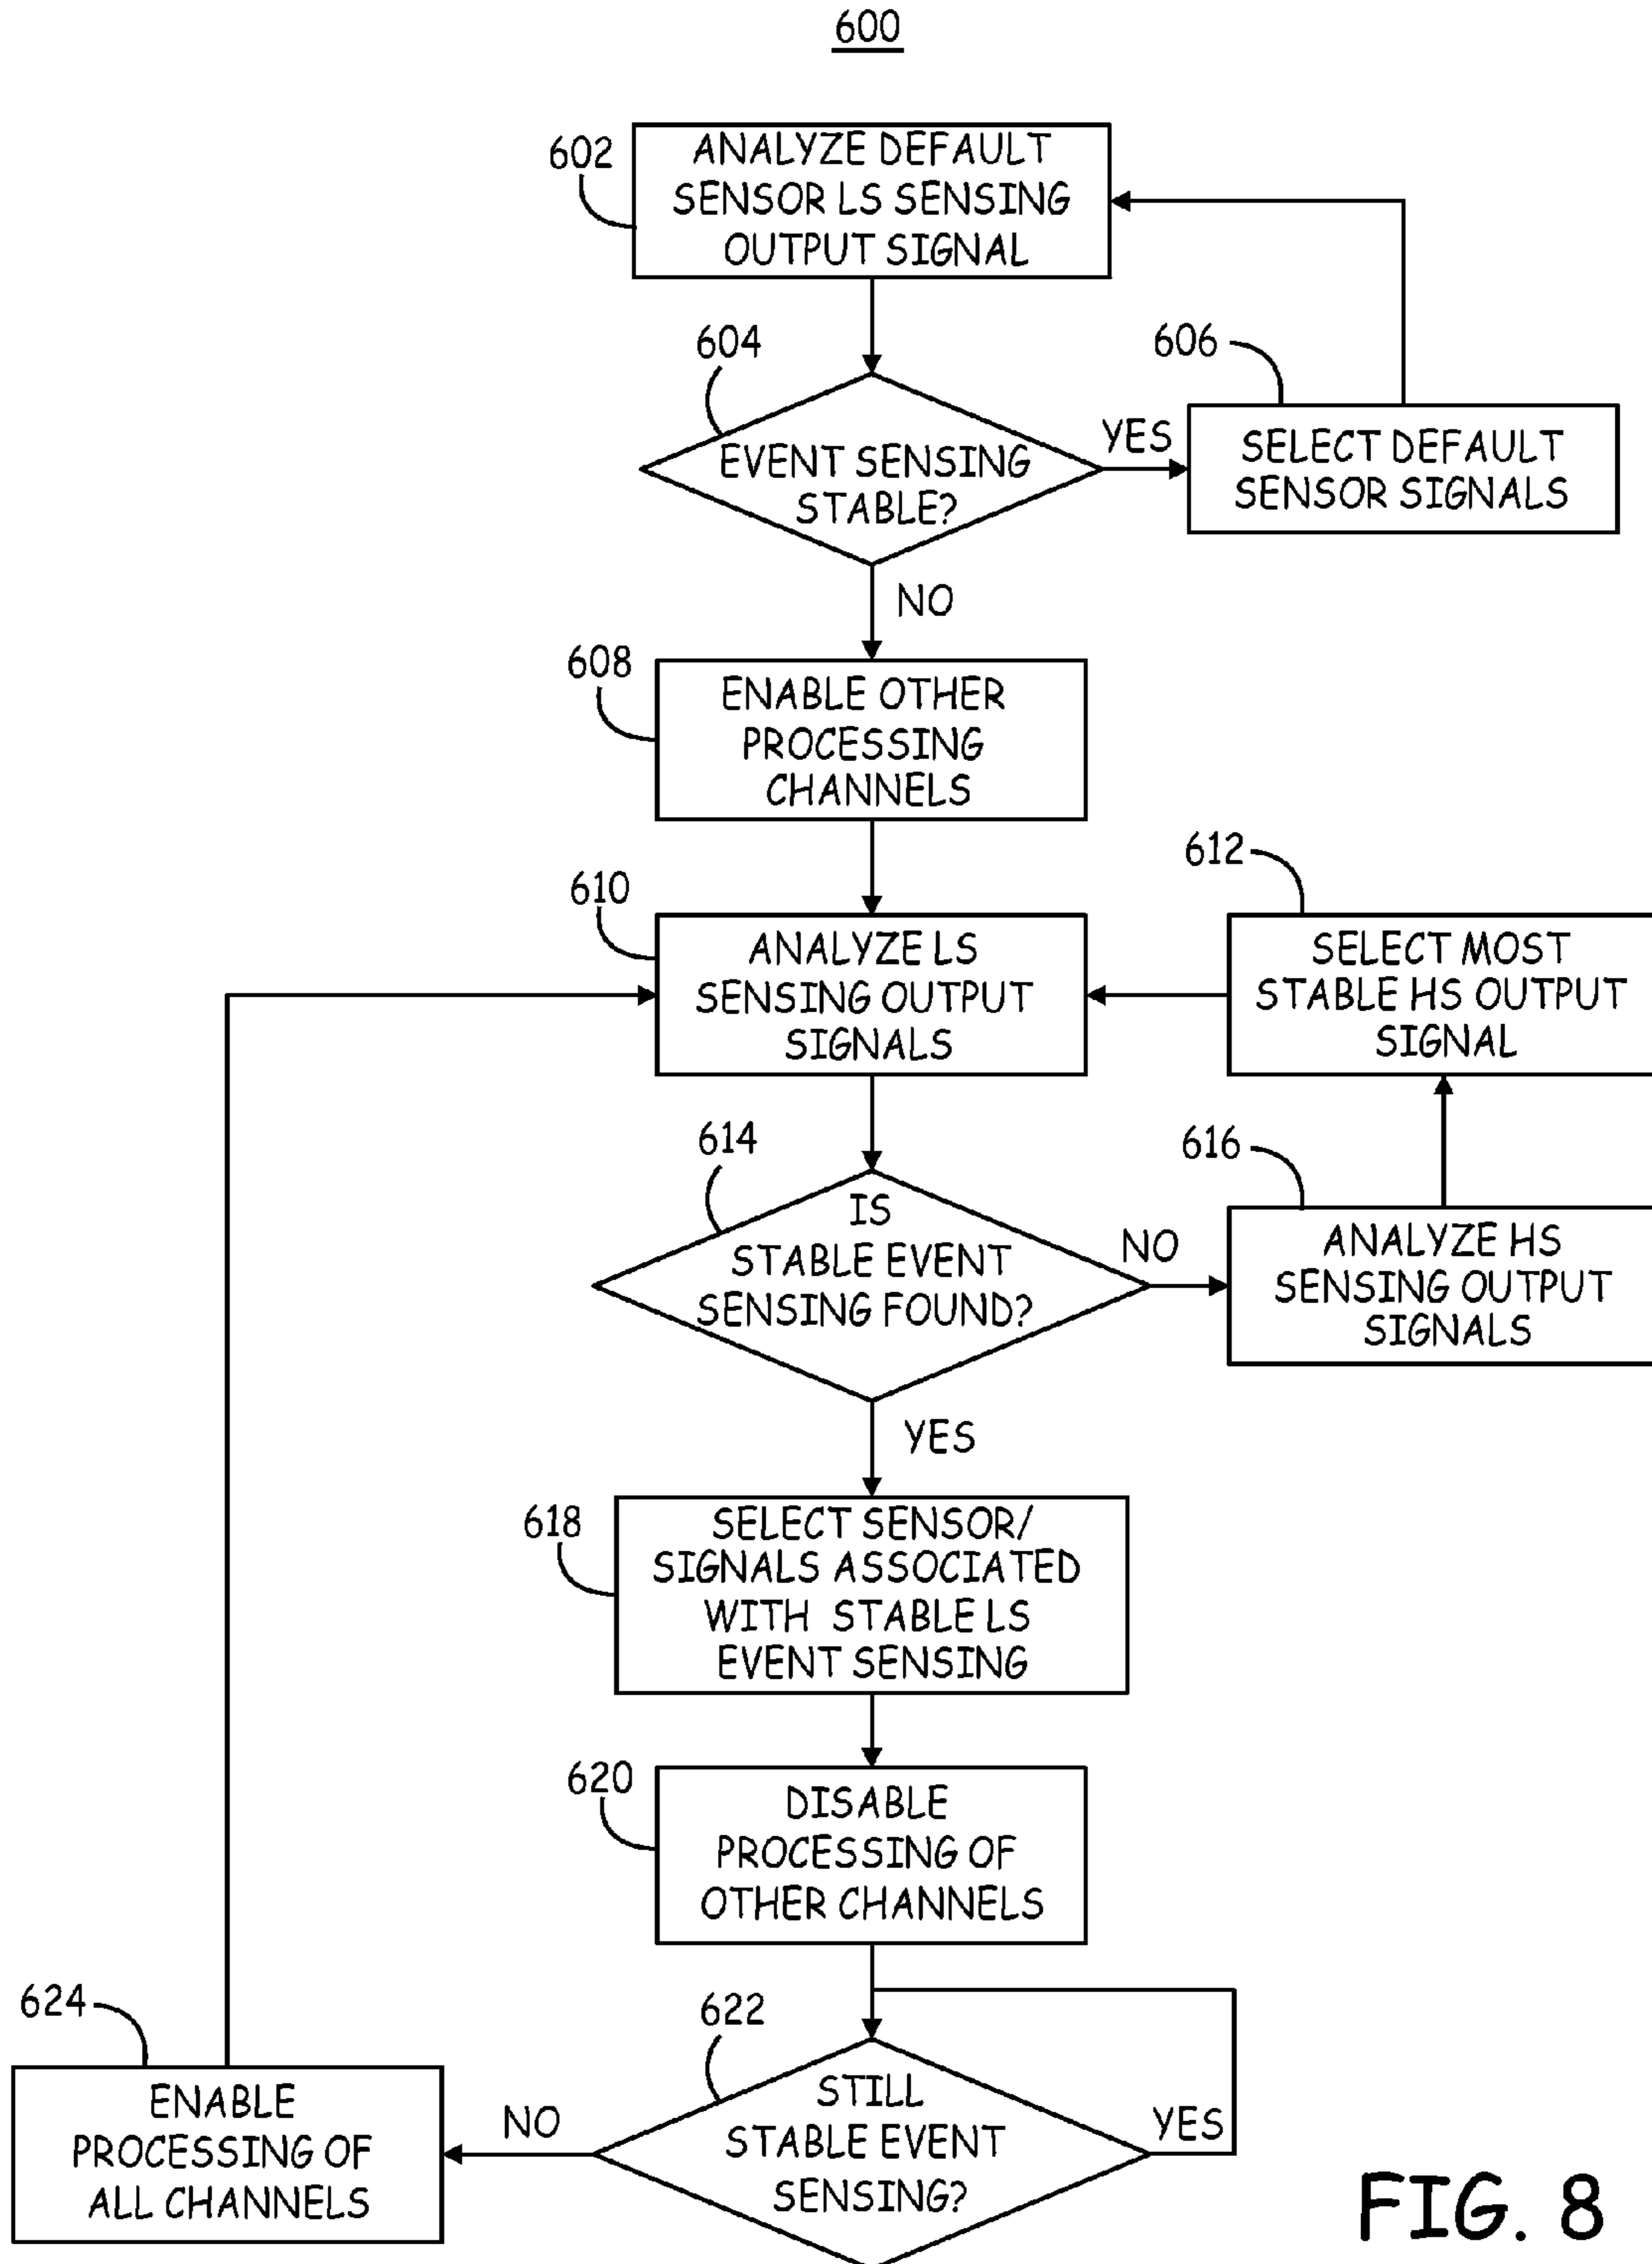 600
602
ANALYZE DEFAULT
SENSOR LS SENSING
OUTPUT SIGNAL
604
606
EVENT SENSING
STABLE?
YES
SELECT DEFAULT
SENSOR SIGNALS
NO
608
ENABLE OTHER
PROCESSING
CHANNELS
610
612
ANALYZE LS
SENSING OUTPUT
SIGNALS
SELECT MOST
STABLE HS OUTPUT
SIGNAL
614
616
IS
STABLE EVENT
SENSING FOUND?
NO
ANALYZE HS
SENSING OUTPUT
SIGNALS
YES
618
SELECT SENSOR/
SIGNALS ASSOCIATED
WITH STABLE LS
EVENT SENSING
620
DISABLE
PROCESSING OF
OTHER CHANNELS
624
622
ENABLE
PROCESSING OF
ALL CHANNELS
NO
STILL
STABLE EVENT
SENSING?
YES
FIG. 8